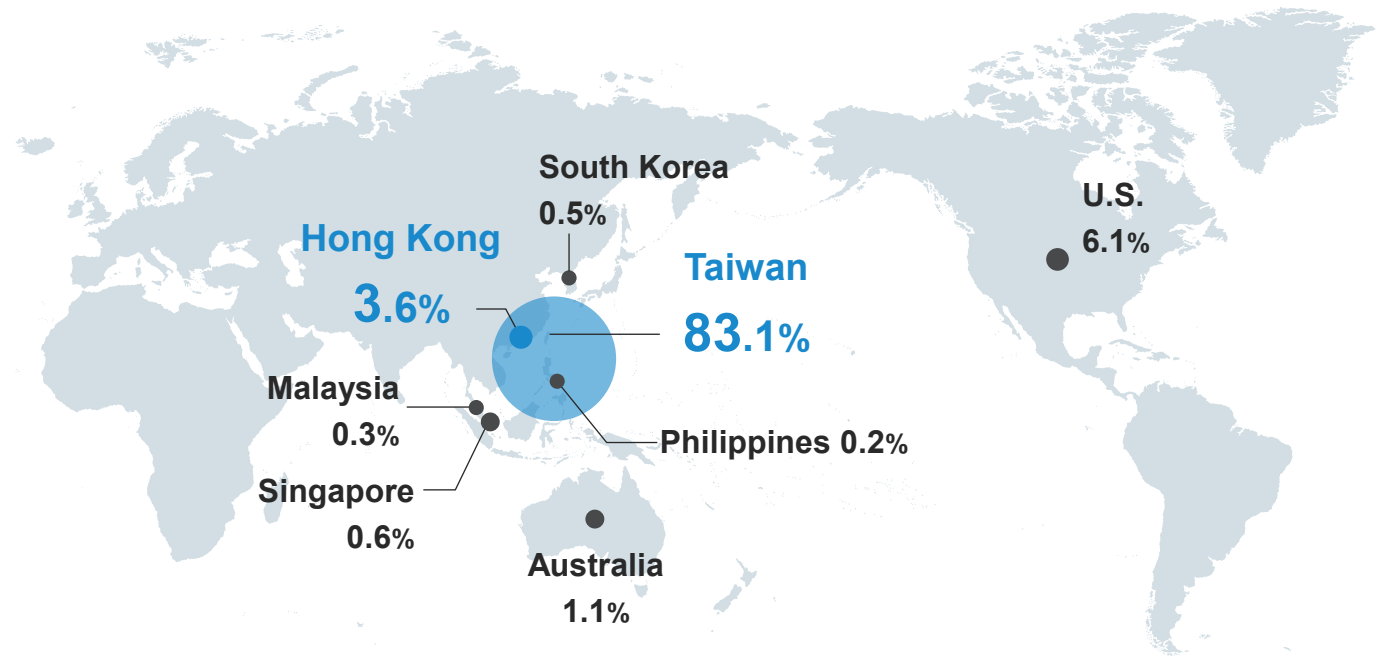 South Korea
0.5%
U.S.
6.1%
Hong Kong
3.6%
Taiwan
83.1%
Malaysia
0.3%
Philippines 0.2%
Singapore
0.6%
Australia
1.1%